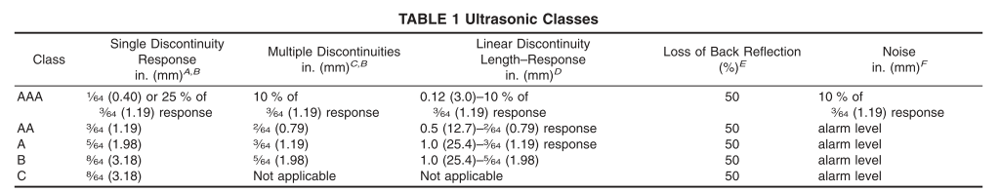 TABLE 1 Ultrasonic Classes
Class Single Discontinuity Response in. (mm)A,B Multiple Discontinuities in. (mm)C,B Linear Discontinuity Length–Response in. (mm)D Loss of Back Reflection (%)E Noise in. (mm)F
AAA 1⁄64 (0.40) or 25 % of 3⁄64 (1.19) response 10 % of 3⁄64 (1.19) response 0.12 (3.0)–10 % of 3⁄64 (1.19) response 50 10 % of 3⁄64 (1.19) response
AA 3⁄64 (1.19) 2⁄64 (0.79) 0.5 (12.7)–2⁄64 (0.79) response 50 alarm level
A 5⁄64 (1.98) 3⁄64 (1.19) 1.0 (25.4)–3⁄64 (1.19) response 50 alarm level
B 8⁄64 (3.18) 5⁄64 (1.98) 1.0 (25.4)–5⁄64 (1.98) 50 alarm level
C 8⁄64 (3.18) Not applicable Not applicable 50 alarm level